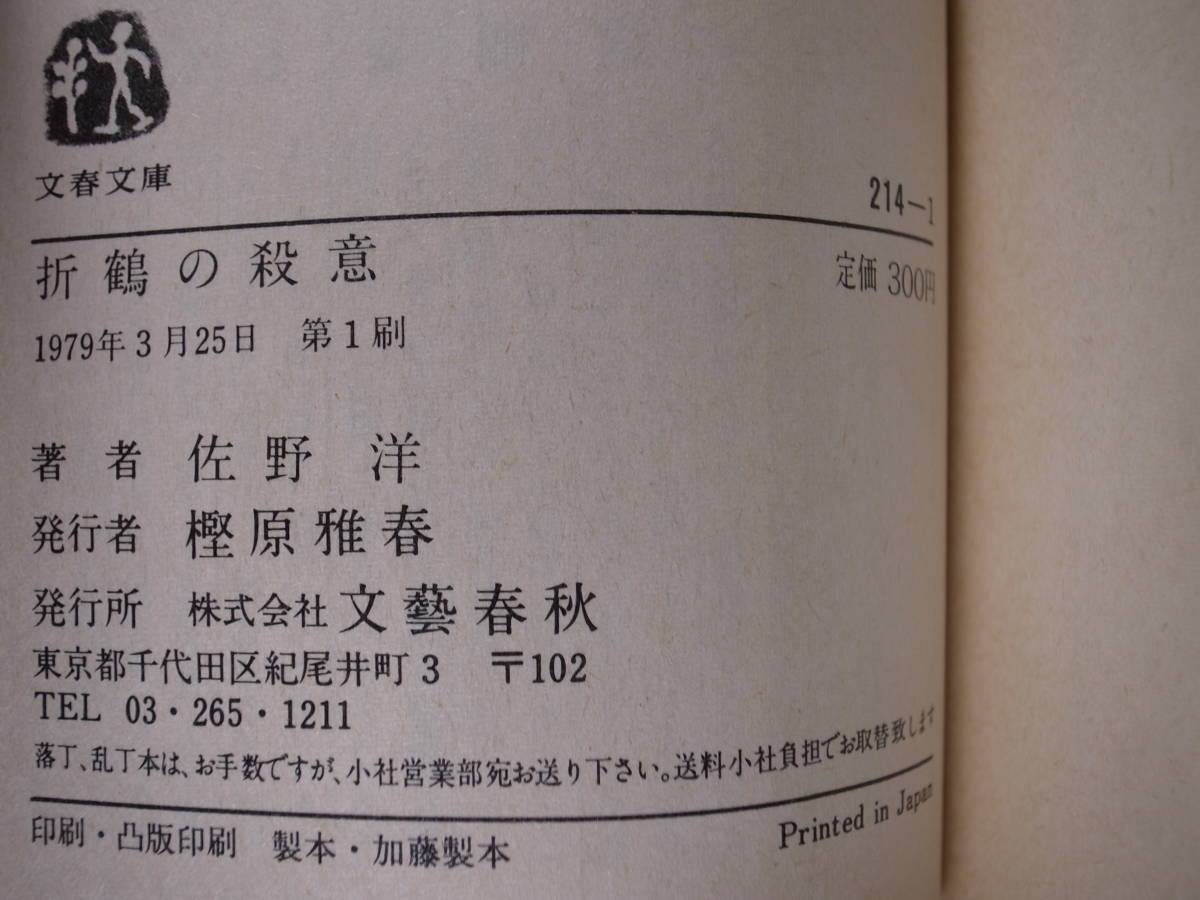 文春文庫
214—1
折鶴の殺意
定価 300円
1979年3月25日 第1刷
著者 佐野 洋
発行者 樫原雅春
発行所 株式会社 文藝春秋
東京都千代田区紀尾井町3 〒102
TEL 03・265・1211
落丁、乱丁本は、お手数ですが、小社営業部宛お送り下さい。送料小社負担でお取替致します
印刷・凸版印刷 製本・加藤製本
Printed in Japan